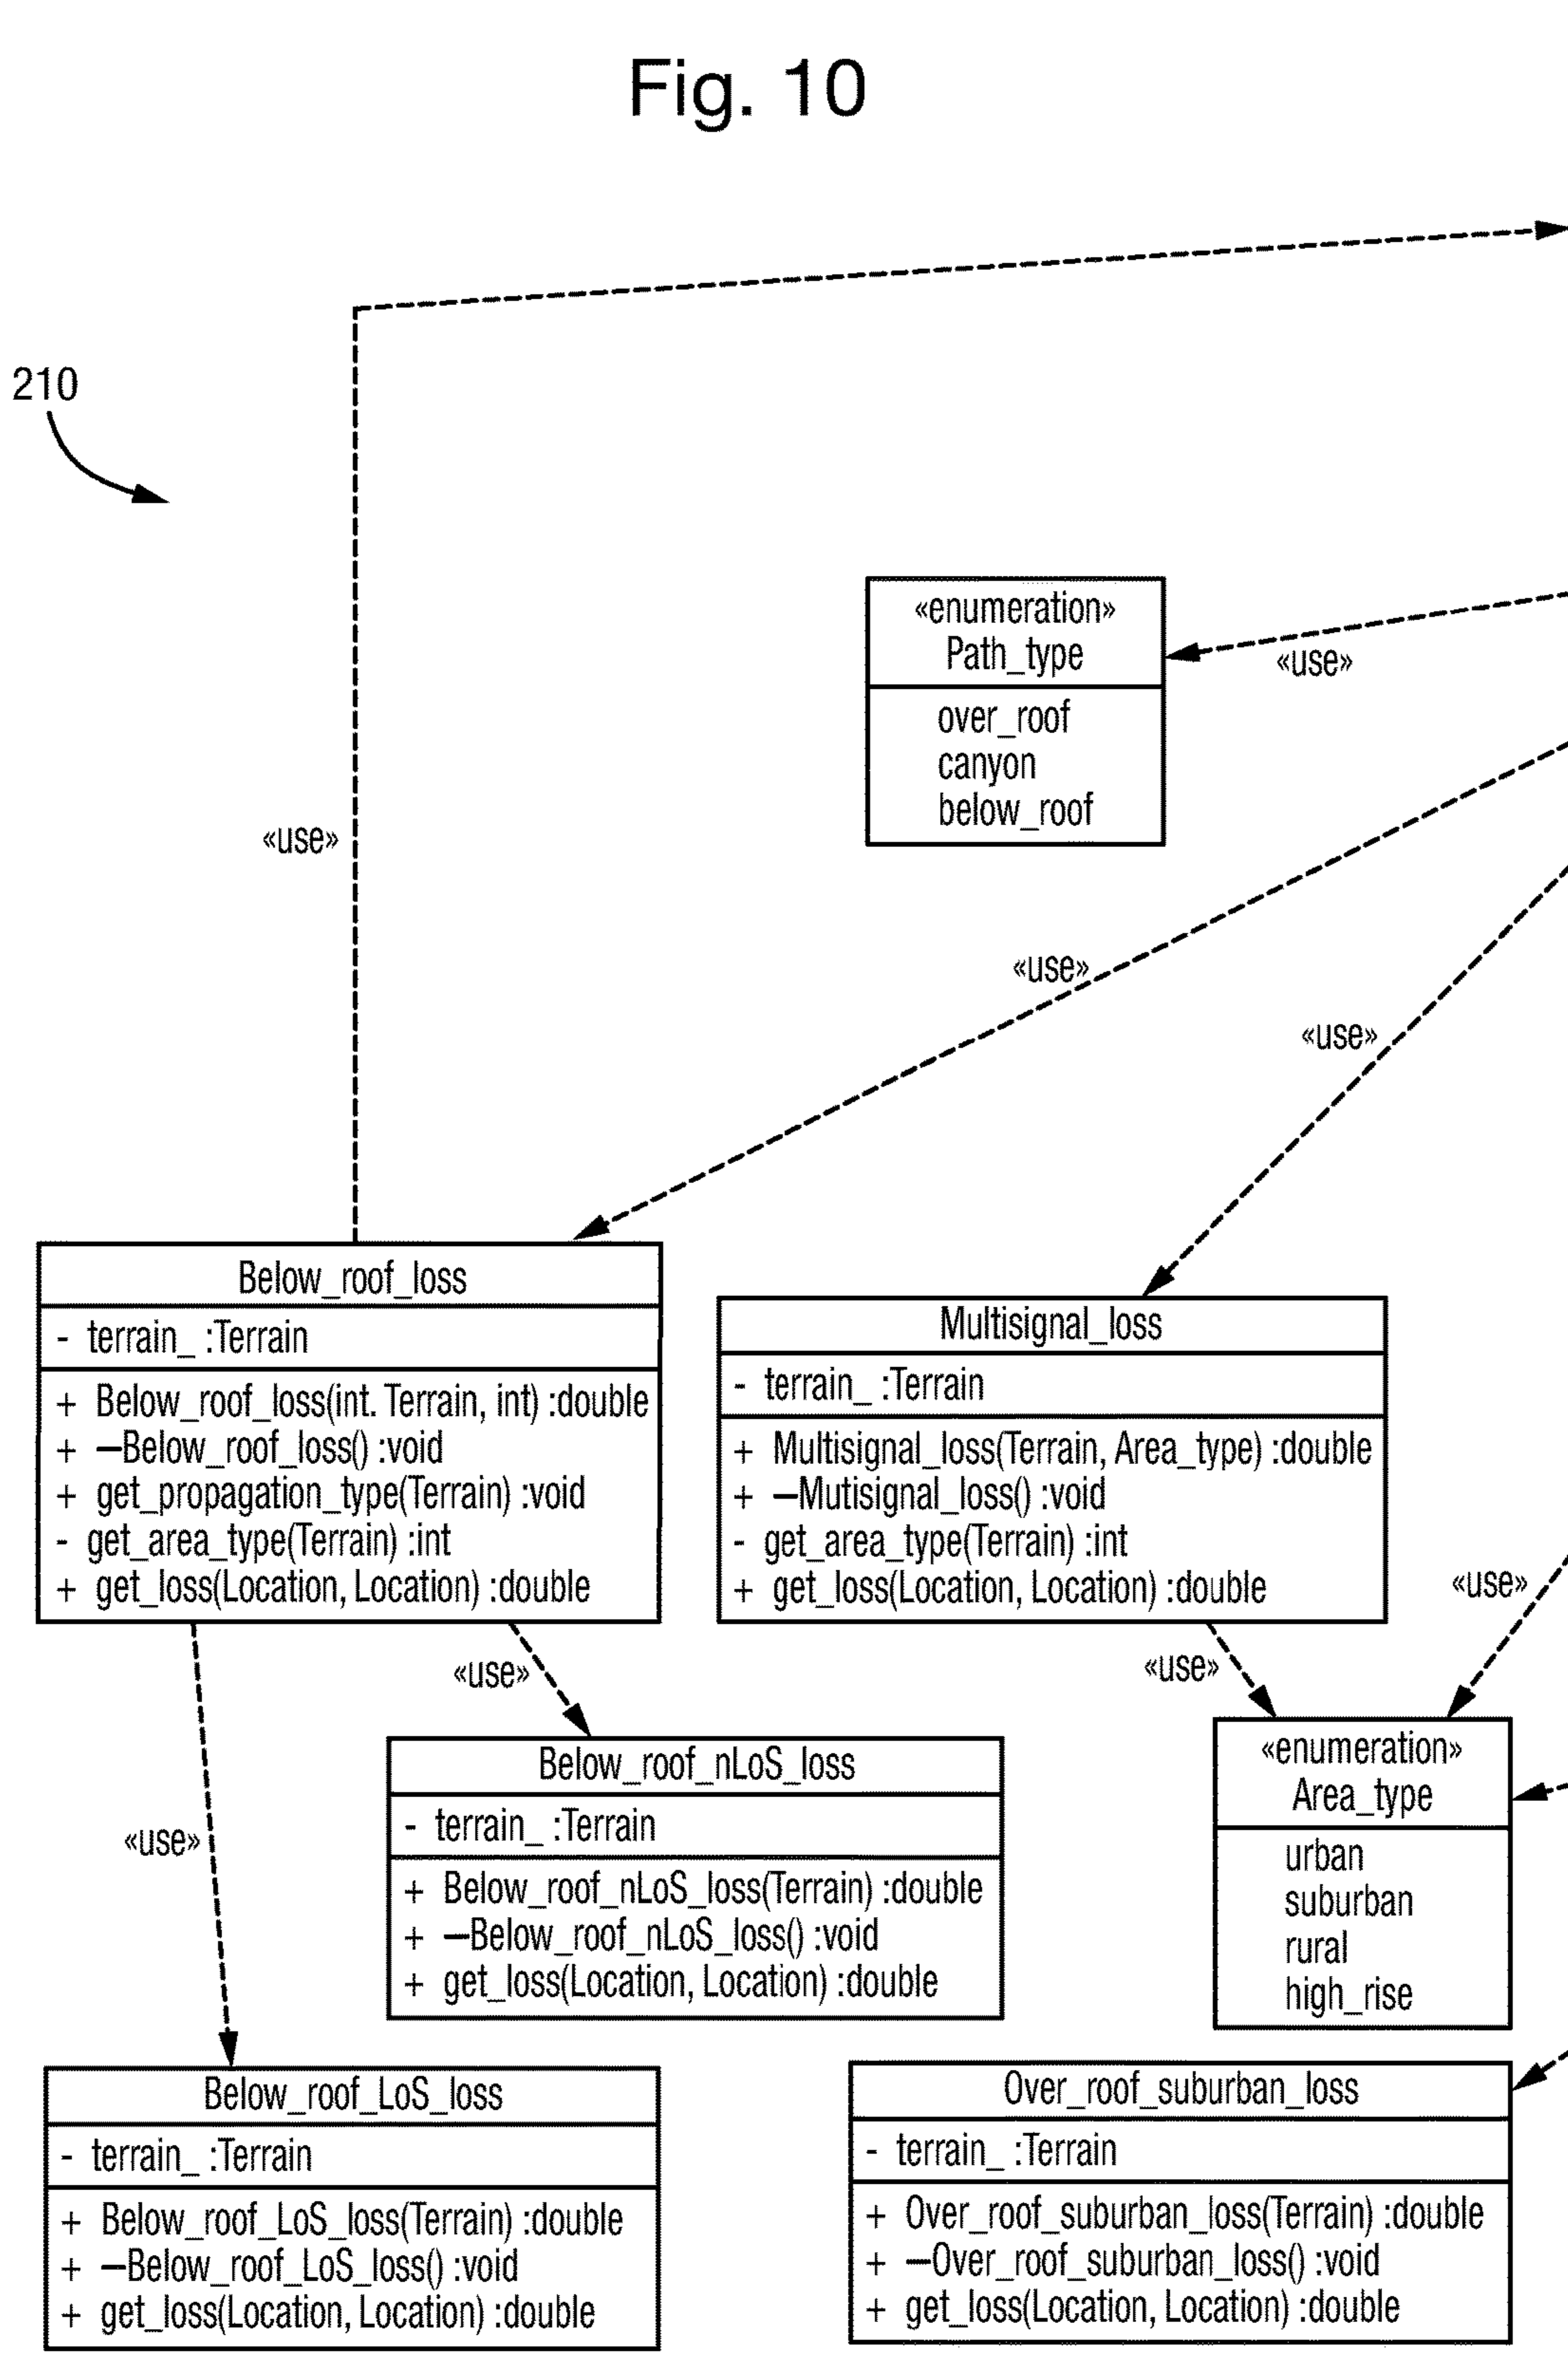 Fig. 10
210
«enumeration»
Path_type
«use»
over_roof
canyon
below_roof
«use»
«use»
«use»
Below_roof_loss
- terrain_ :Terrain
+ Below_roof_loss(int. Terrain, int) :double
+ –Below_roof_loss() :void
+ get_propagation_type(Terrain) :void
- get_area_type(Terrain) :int
+ get_loss(Location, Location) :double
Multisignal_loss
- terrain_ :Terrain
+ Multisignal_loss(Terrain, Area_type) :double
+ –Mutisignal_loss() :void
- get_area_type(Terrain) :int
+ get_loss(Location, Location) :double
«use»
«use»
«use»
«use»
Below_roof_nLoS_loss
- terrain_ :Terrain
+ Below_roof_nLoS_loss(Terrain) :double
+ –Below_roof_nLoS_loss() :void
+ get_loss(Location, Location) :double
«enumeration»
Area_type
urban
suburban
rural
high_rise
Below_roof_LoS_loss
- terrain_ :Terrain
+ Below_roof_LoS_loss(Terrain) :double
+ –Below_roof_LoS_loss() :void
+ get_loss(Location, Location) :double
Over_roof_suburban_loss
- terrain_ :Terrain
+ Over_roof_suburban_loss(Terrain) :double
+ –Over_roof_suburban_loss() :void
+ get_loss(Location, Location) :double